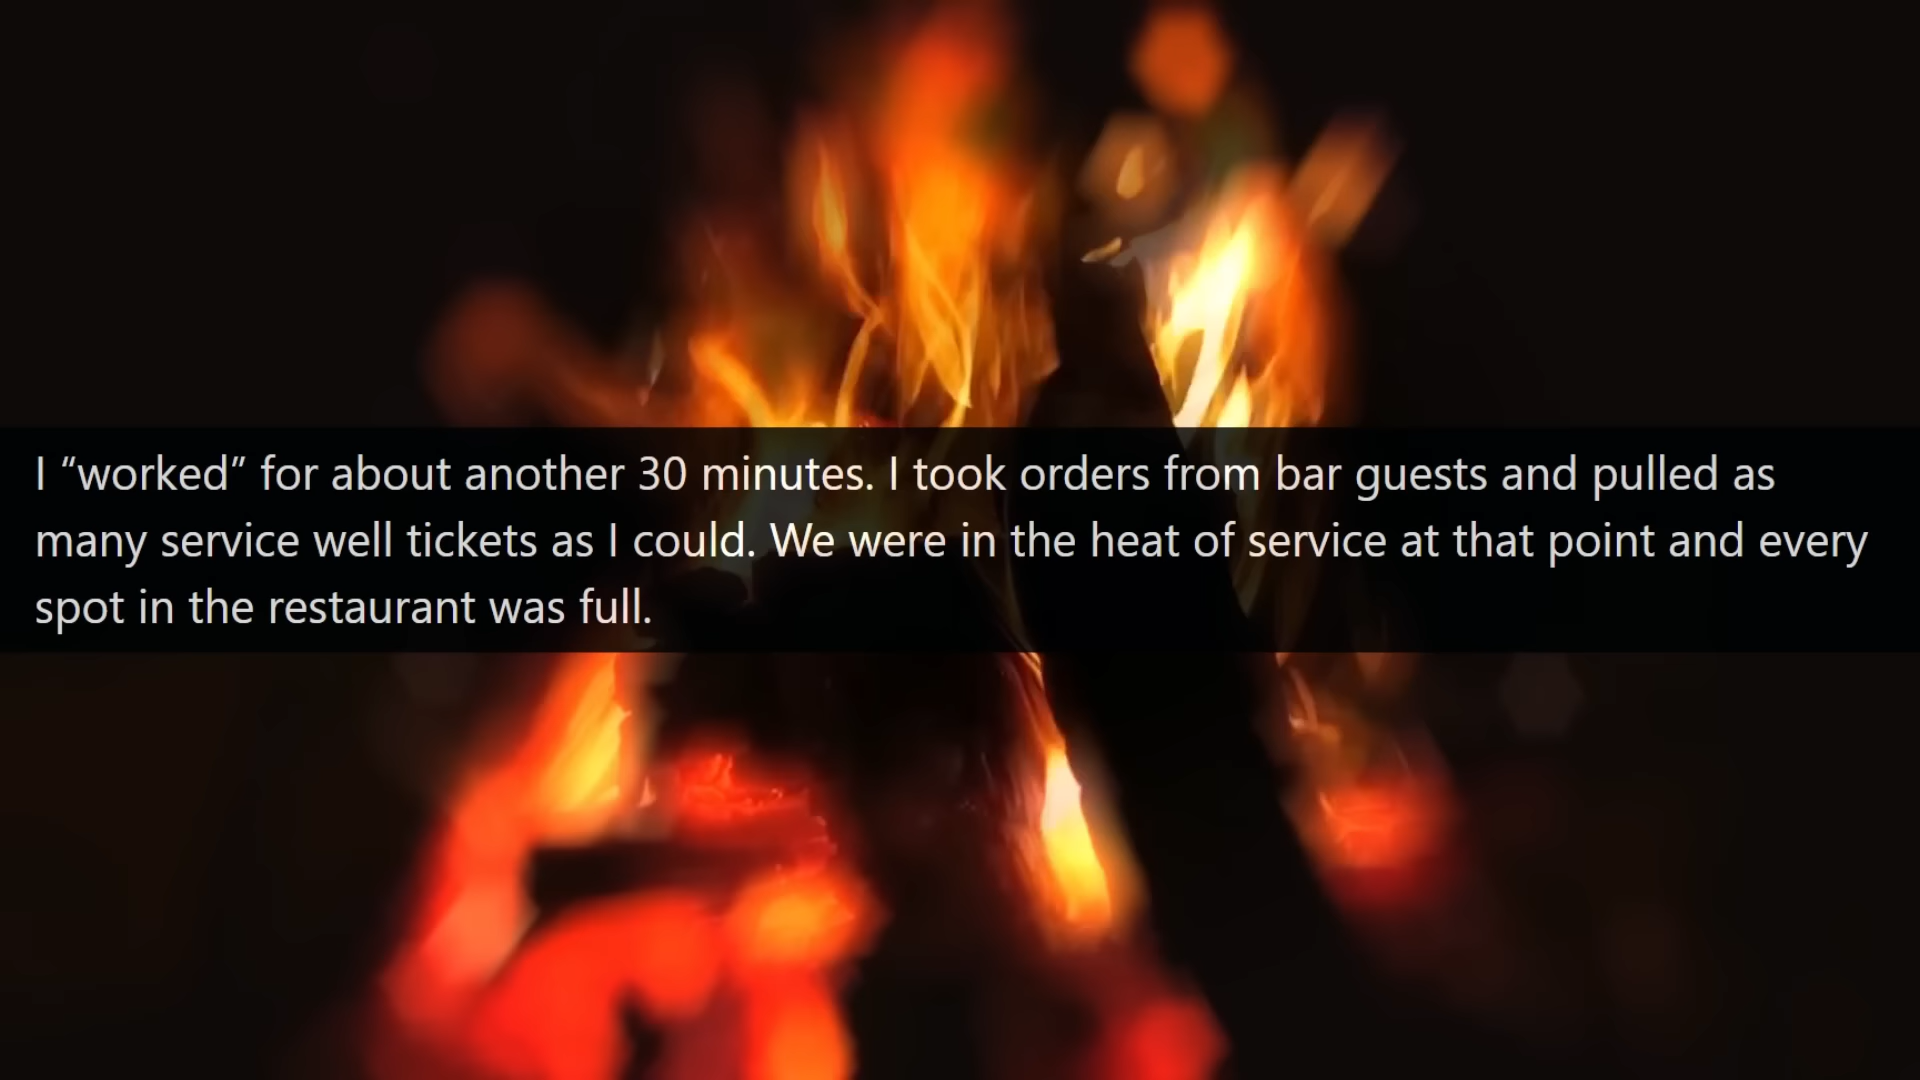 I “worked” for about another 30 minutes. I took orders from bar guests and pulled as
many service well tickets as I could. We were in the heat of service at that point and every
spot in the restaurant was full.